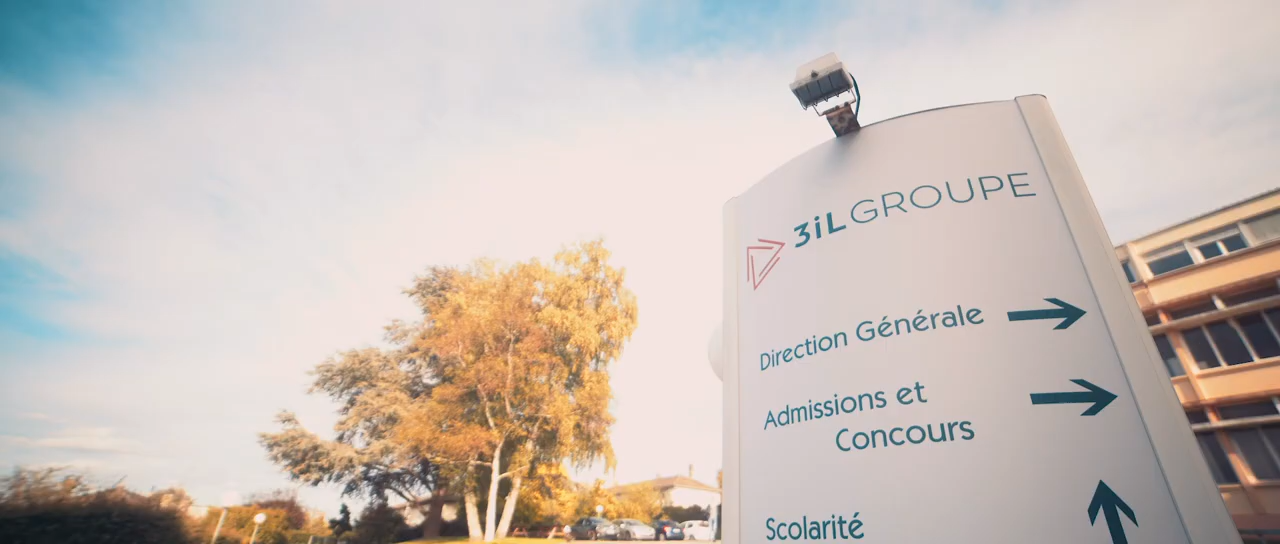 3iL GROUPE
Direction Générale
Admissions et
Concours
Scolarité